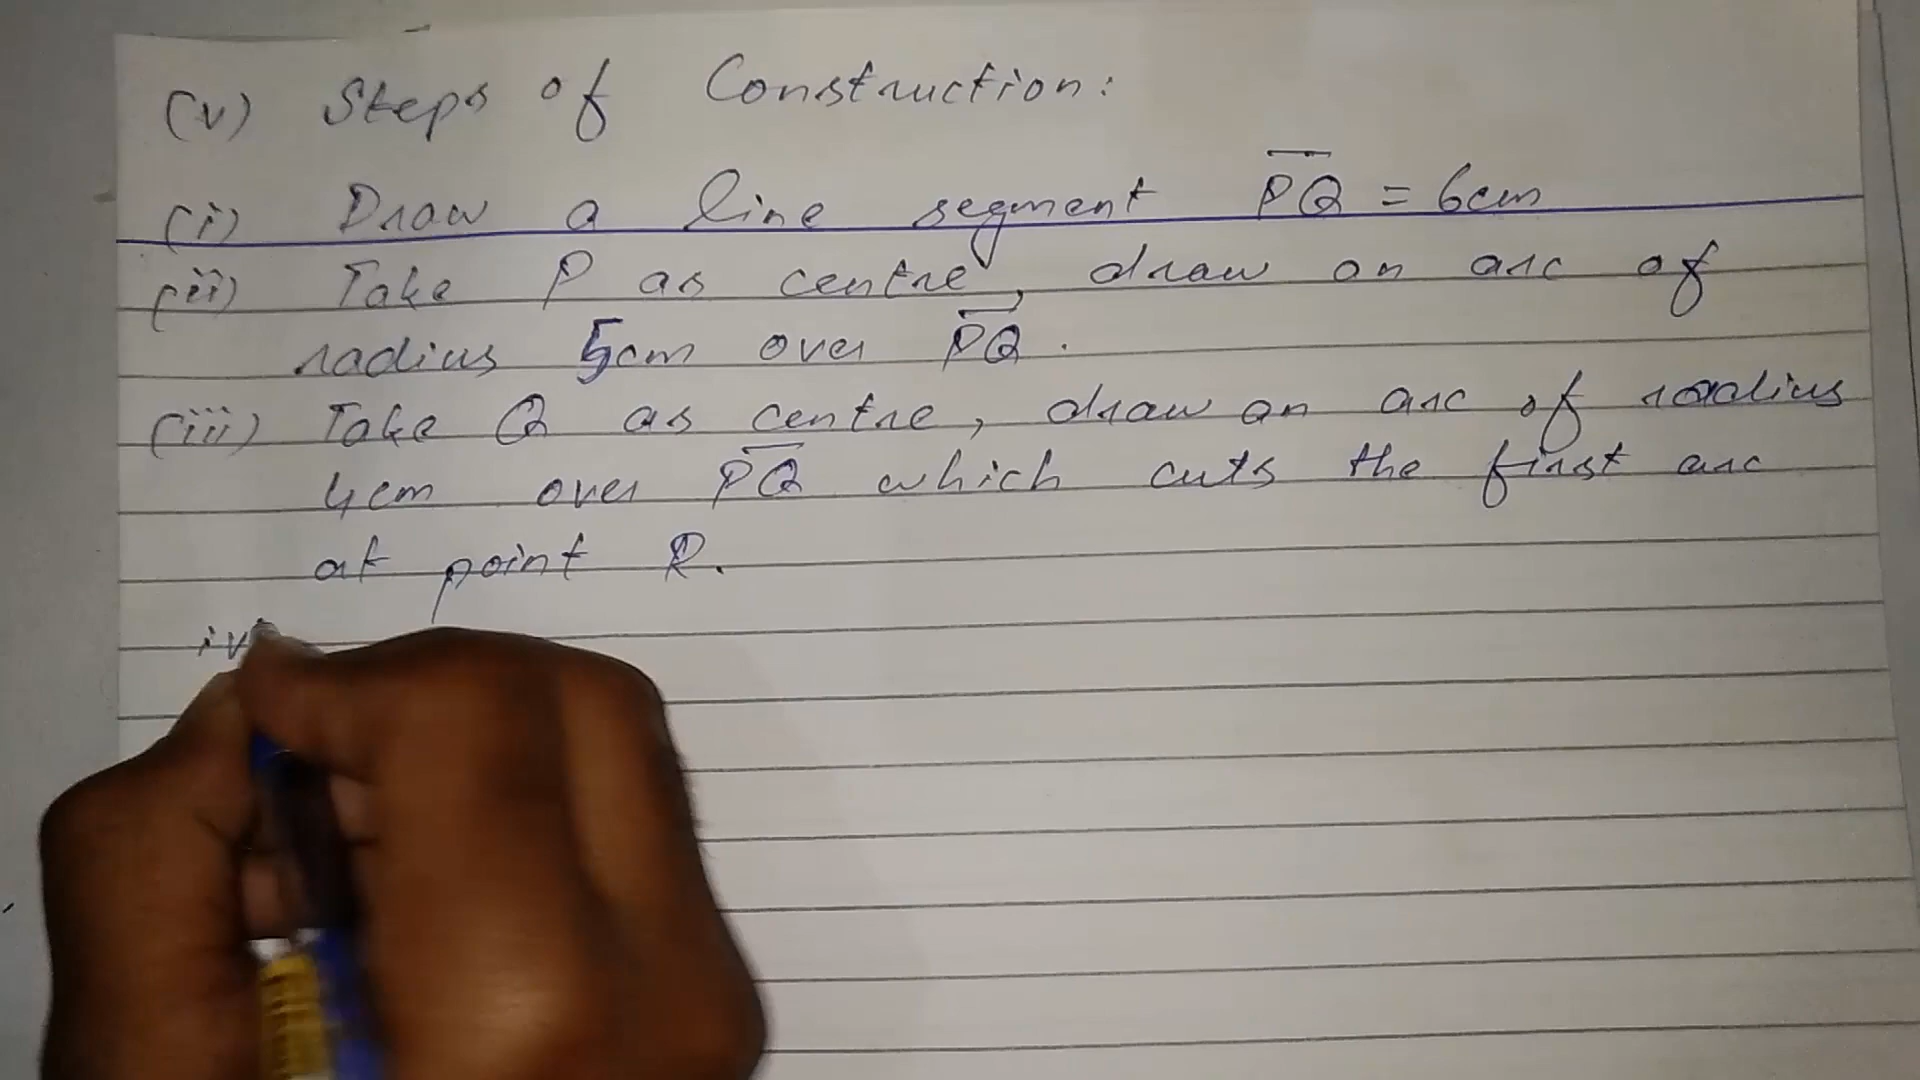 (v) Steps of Construction:
(i) Draw a line segment P̅Q̅ = 6cm
(ii) Take P as centre, draw an arc of
radius 5cm over P̅Q̅.
(iii) Take Q as centre, draw an arc of radius
4cm over P̅Q̅ which cuts the first arc
at point R.
iv)